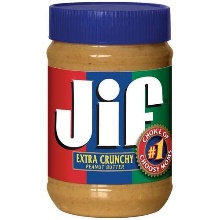 Jif
EXTRA CRUNCHY
PEANUT BUTTER
CHOICE OF
#1
CHOOSY MOMS